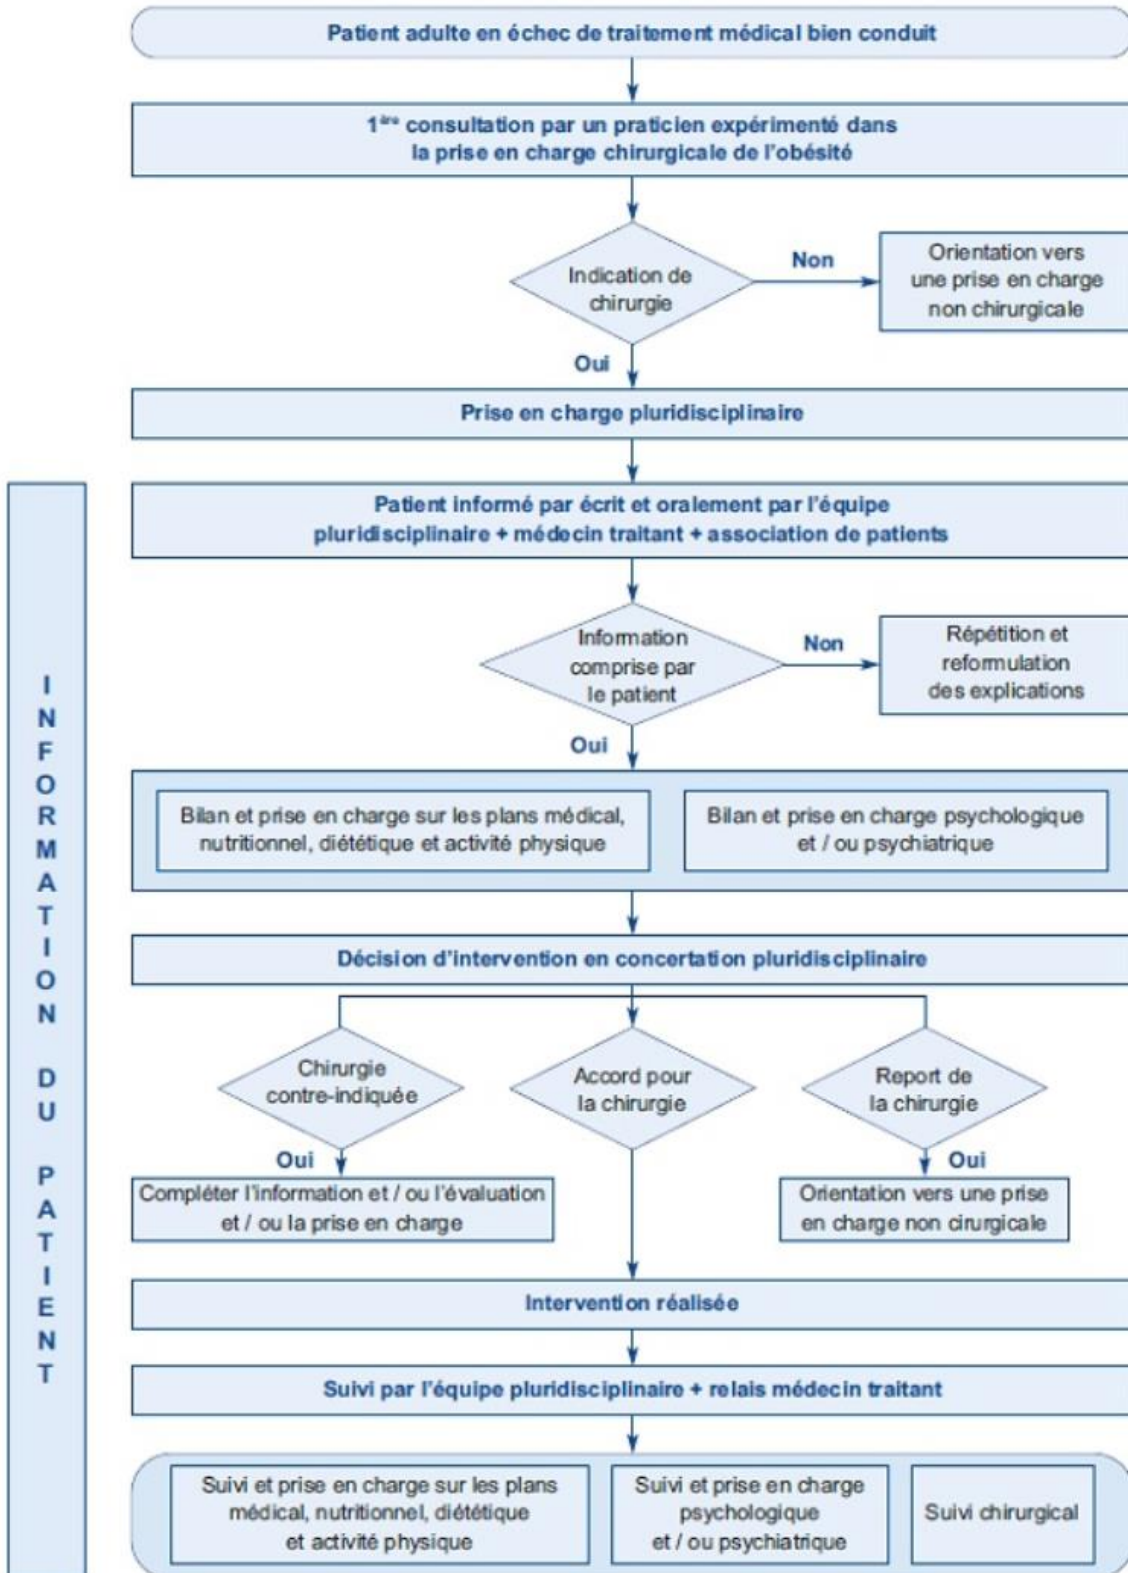 Patient adulte en échec de traitement médical bien conduit
1ère consultation par un praticien expérimenté dans
la prise en charge chirurgicale de l'obésité
Indication de
chirurgie
Non
Orientation vers
une prise en charge
non chirurgicale
Oui
Prise en charge pluridisciplinaire
Patient informé par écrit et oralement par l'équipe
pluridisciplinaire + médecin traitant + association de patients
Information
comprise par
le patient
Non
Répétition et
reformulation
des explications
Oui
Bilan et prise en charge sur les plans médical,
nutritionnel, diététique et activité physique
Bilan et prise en charge psychologique
et / ou psychiatrique
Décision d'intervention en concertation pluridisciplinaire
Chirurgie
contre-indiquée
Accord pour
la chirurgie
Report de
la chirurgie
Oui
Oui
Compléter l'information et / ou l'évaluation
et / ou la prise en charge
Orientation vers une prise
en charge non cirurgicale
Intervention réalisée
Suivi par l'équipe pluridisciplinaire + relais médecin traitant
Suivi et prise en charge sur les plans
médical, nutritionnel, diététique
et activité physique
Suivi et prise en charge
psychologique
et / ou psychiatrique
Suivi chirurgical
INFORMATION DU PATIENT